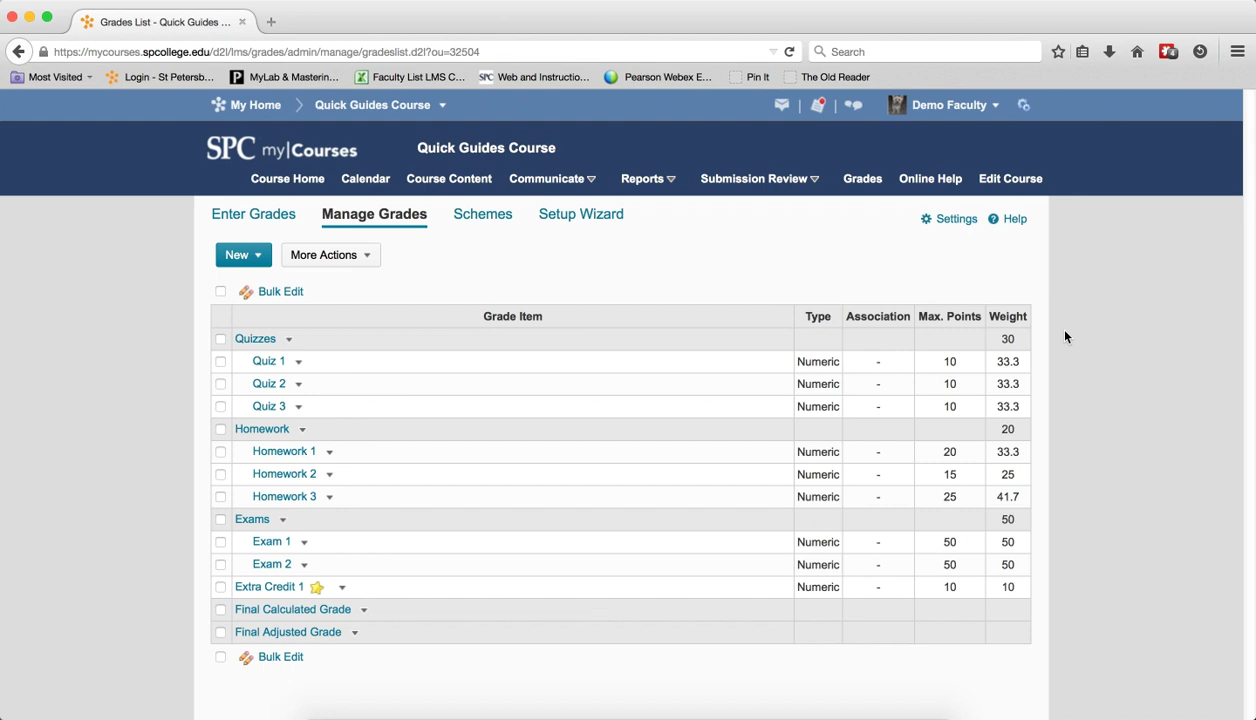 Grades List - Quick Guides ...
https://mycourses.spcollege.edu/d2l/lms/grades/admin/manage/gradeslist.d2l?ou=32504
Search
Most Visited
Login - St Petersb...
P MyLab & Masterin...
Faculty List LMS C...
SPC Web and Instructio...
Pearson Webex E...
Pin It
The Old Reader
My Home
Quick Guides Course
Demo Faculty
SPC my|Courses
Quick Guides Course
Course Home Calendar Course Content Communicate Reports Submission Review Grades Online Help Edit Course
Enter Grades Manage Grades Schemes Setup Wizard
Settings Help
New More Actions
Bulk Edit
Grade Item Type Association Max. Points Weight
Quizzes 30
Quiz 1 Numeric - 10 33.3
Quiz 2 Numeric - 10 33.3
Quiz 3 Numeric - 10 33.3
Homework 20
Homework 1 Numeric - 20 33.3
Homework 2 Numeric - 15 25
Homework 3 Numeric - 25 41.7
Exams 50
Exam 1 Numeric - 50 50
Exam 2 Numeric - 50 50
Extra Credit 1 Numeric - 10 10
Final Calculated Grade
Final Adjusted Grade
Bulk Edit